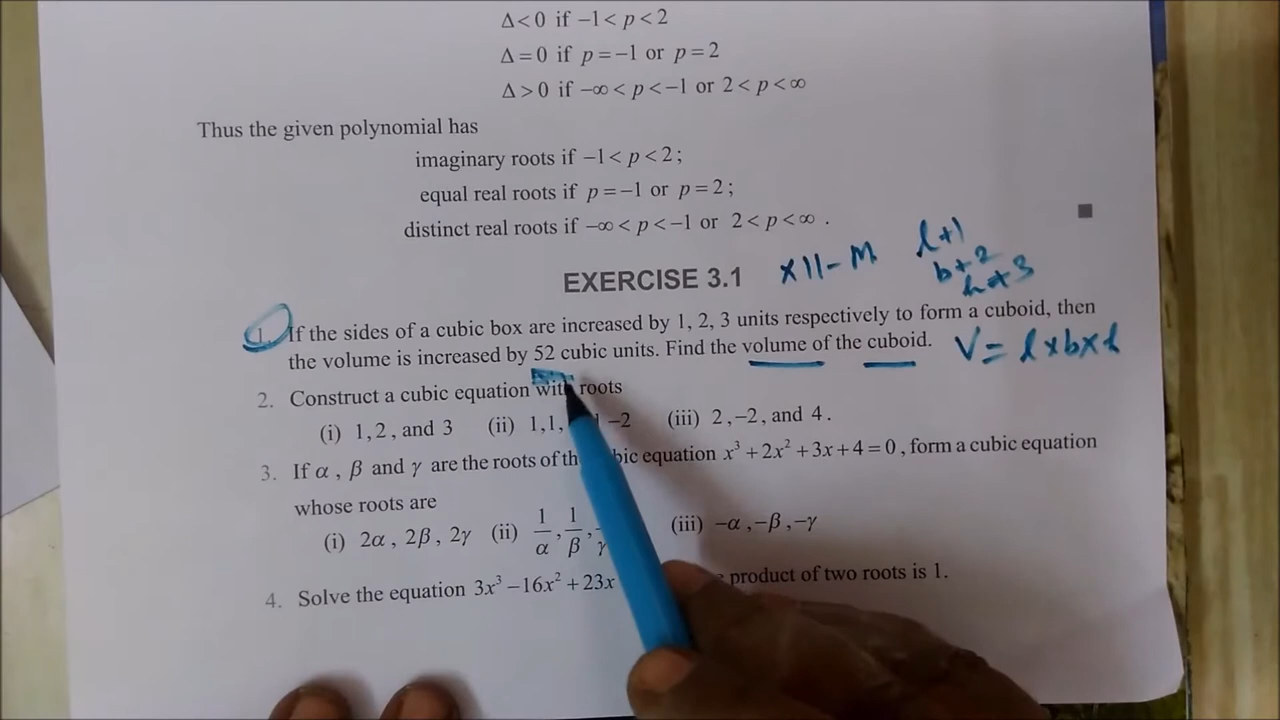 Δ<0 if −1<p<2
Δ=0 if p=−1 or p=2
Δ>0 if −∞<p<−1 or 2<p<∞
Thus the given polynomial has
imaginary roots if −1<p<2;
equal real roots if p=−1 or p=2;
distinct real roots if −∞<p<−1 or 2<p<∞ .
EXERCISE 3.1 XII-M l+1
b+2
h+3
1. If the sides of a cubic box are increased by 1, 2, 3 units respectively to form a cuboid, then
the volume is increased by 52 cubic units. Find the volume of the cuboid. V= l×b×
2. Construct a cubic equation with roots
(i) 1,2, and 3 (ii) 1,1, −2 (iii) 2,−2, and 4.
3. If α, β and γ are the roots of the cubic equation x³+2x²+3x+4=0, form a cubic equation
whose roots are
(i) 2α, 2β, 2γ (ii) 1/α, 1/β, γ (iii) −α,−β,−γ
4. Solve the equation 3x³−16x²+23x product of two roots is 1.